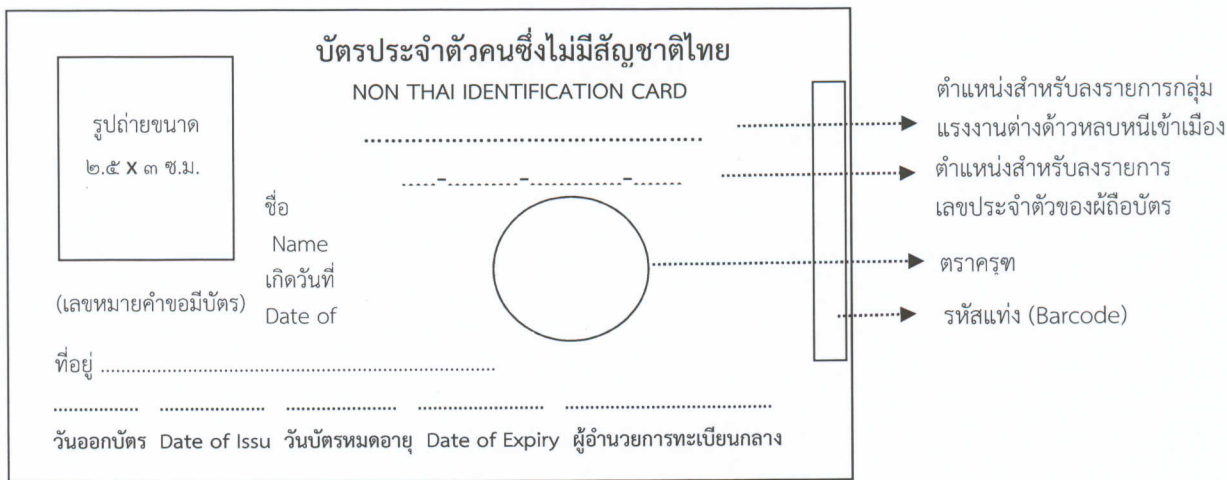 บัตรประจำตัวคนซึ่งไม่มีสัญชาติไทย
NON THAI IDENTIFICATION CARD
รูปถ่ายขนาด
๒.๕ X ๓ ซ.ม.
ชื่อ
Name
เกิดวันที่
Date of
(เลขหมายคำขอมีบัตร)
ที่อยู่ ........................................................................
วันออกบัตร Date of Issu วันบัตรหมดอายุ Date of Expiry ผู้อำนวยการทะเบียนกลาง
ตำแหน่งสำหรับลงรายการกลุ่ม
แรงงานต่างด้าวหลบหนีเข้าเมือง
ตำแหน่งสำหรับลงรายการ
เลขประจำตัวของผู้ถือบัตร
ตราครุฑ
รหัสแท่ง (Barcode)